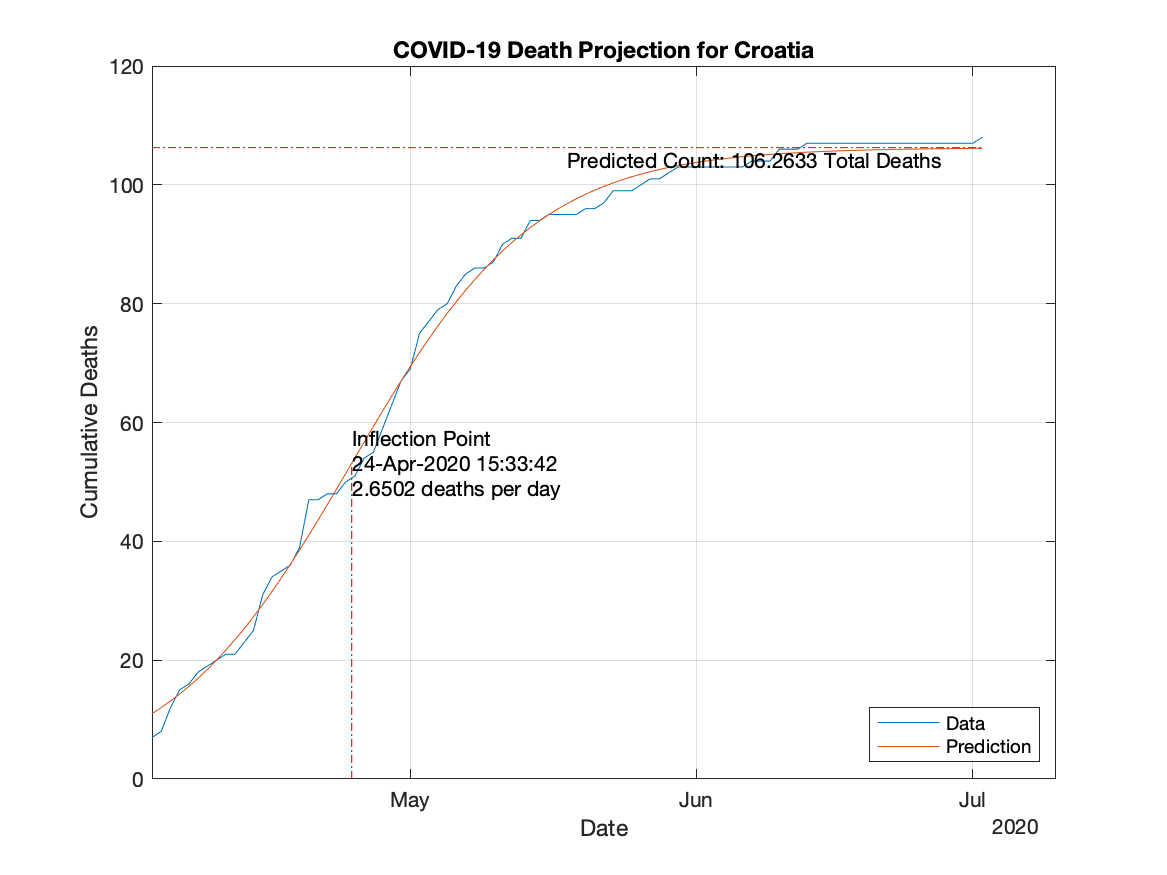 COVID-19 Death Projection for Croatia
120
100
80
60
40
20
0
Cumulative Deaths
Predicted Count: 106.2633 Total Deaths
Inflection Point
24-Apr-2020 15:33:42
2.6502 deaths per day
Data
Prediction
May Jun Jul
Date
2020